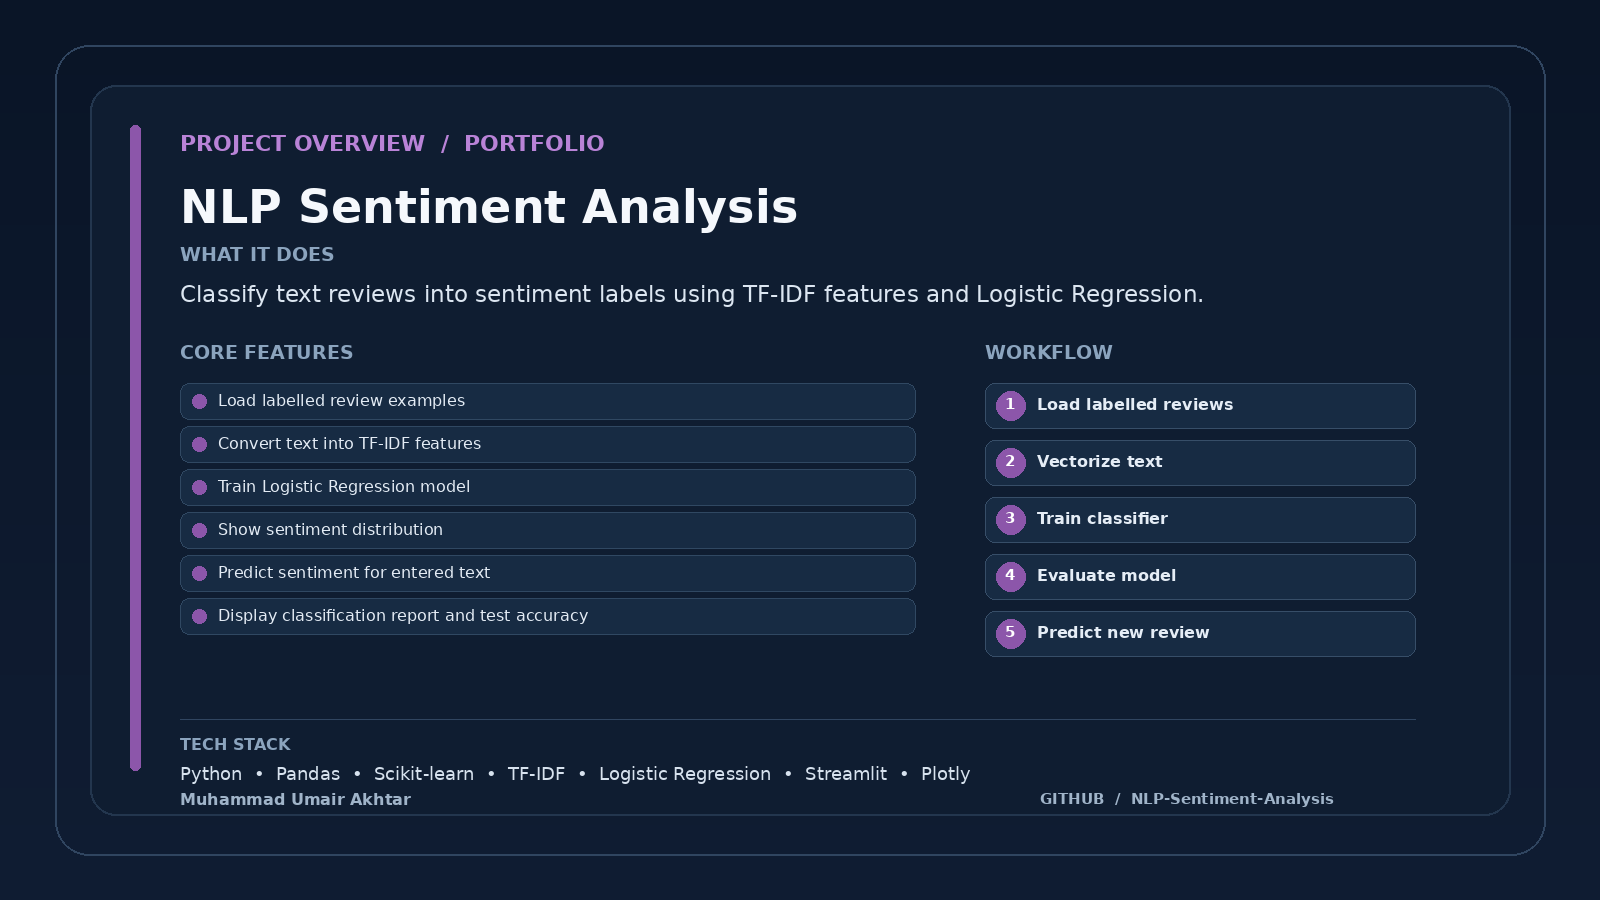 PROJECT OVERVIEW / PORTFOLIO
NLP Sentiment Analysis
WHAT IT DOES
Classify text reviews into sentiment labels using TF-IDF features and Logistic Regression.
CORE FEATURES
Load labelled review examples
Convert text into TF-IDF features
Train Logistic Regression model
Show sentiment distribution
Predict sentiment for entered text
Display classification report and test accuracy
WORKFLOW
1 Load labelled reviews
2 Vectorize text
3 Train classifier
4 Evaluate model
5 Predict new review
TECH STACK
Python • Pandas • Scikit-learn • TF-IDF • Logistic Regression • Streamlit • Plotly
Muhammad Umair Akhtar
GITHUB / NLP-Sentiment-Analysis